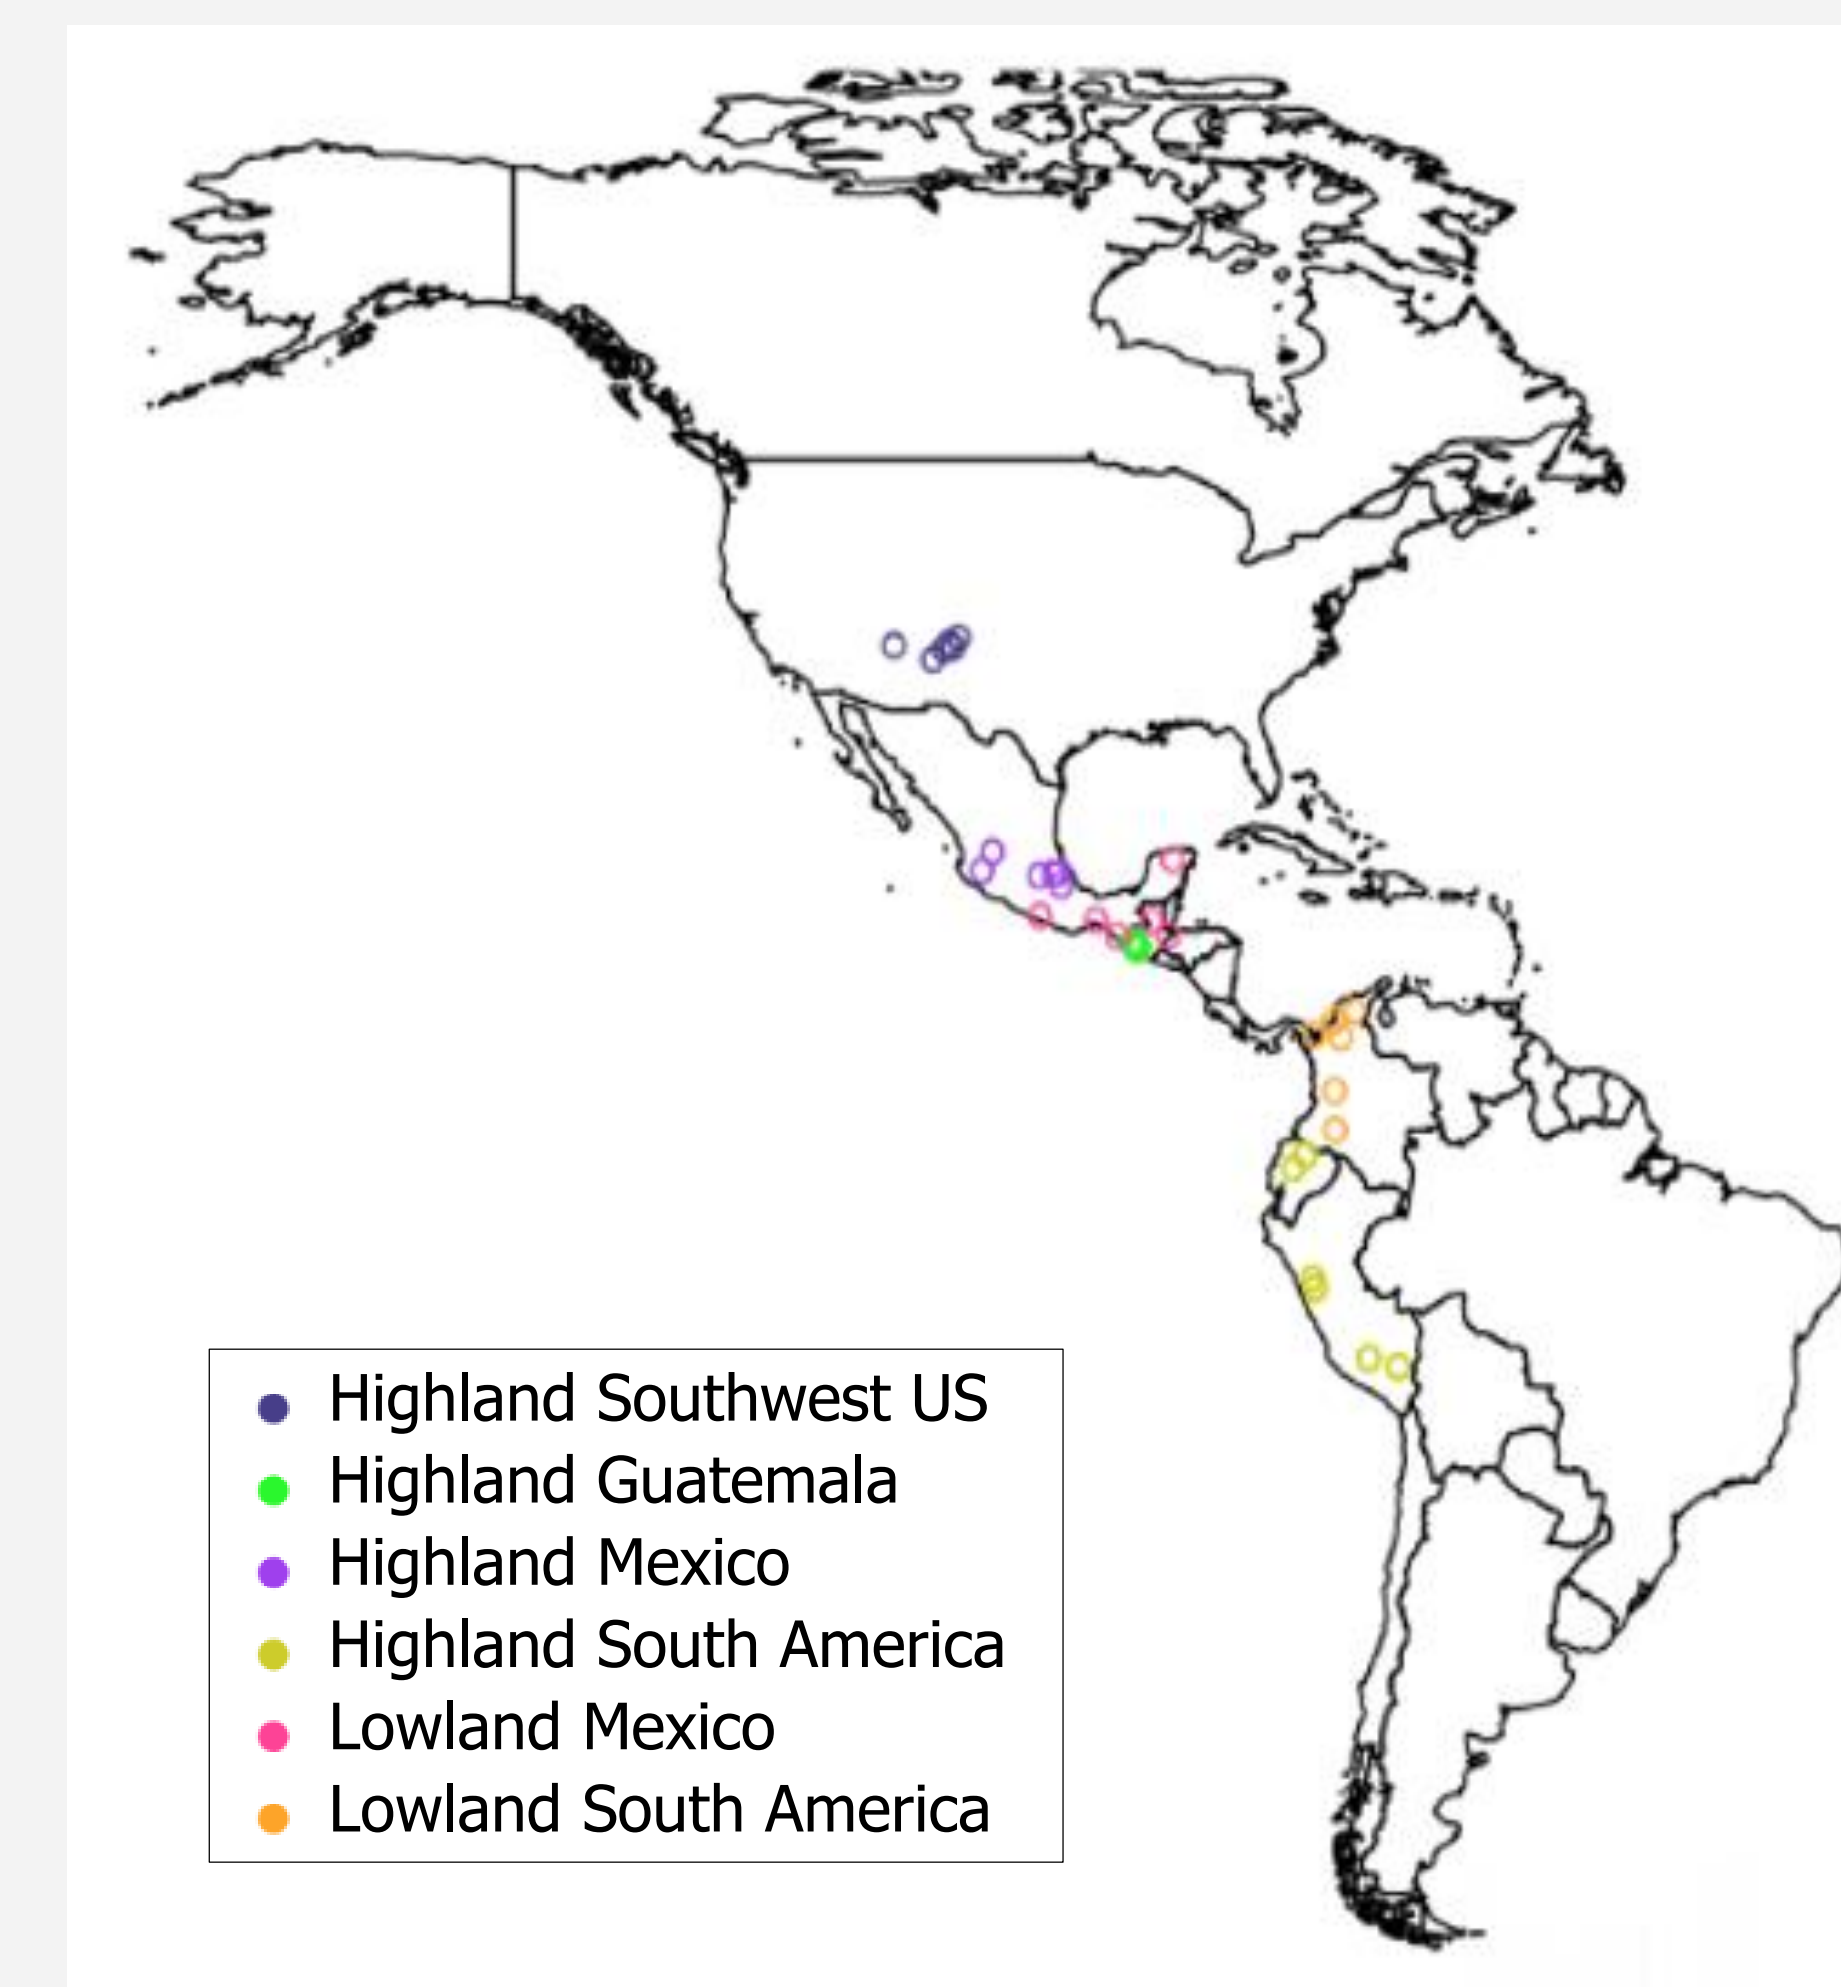 Highland Southwest US
Highland Guatemala
Highland Mexico
Highland South America
Lowland Mexico
Lowland South America